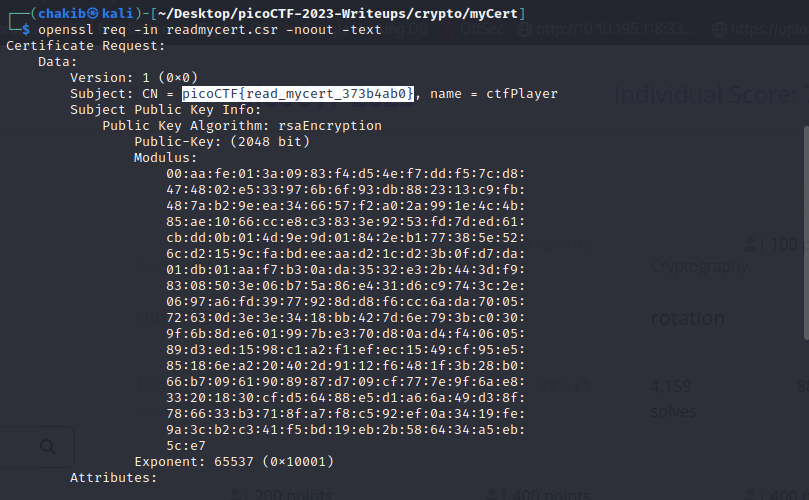 (chakib㉿kali)-[~/Desktop/picoCTF-2023-Writeups/crypto/myCert]
$ openssl req -in readmycert.csr -noout -text
Certificate Request:
Data:
Version: 1 (0×0)
Subject: CN = picoCTF{read_mycert_373b4ab0}, name = ctfPlayer
Subject Public Key Info:
Public Key Algorithm: rsaEncryption
Public-Key: (2048 bit)
Modulus:
00:aa:fe:01:3a:09:83:f4:d5:4e:f7:dd:f5:7c:d8:
47:48:02:e5:33:97:6b:6f:93:db:88:23:13:c9:fb:
48:7a:b2:9e:ea:34:66:57:f2:a0:2a:99:1e:4c:4b:
85:ae:10:66:cc:e8:c3:83:3e:92:53:fd:7d:ed:61:
cb:dd:0b:01:4d:9e:9d:01:84:2e:b1:77:38:5e:52:
6c:d2:15:9c:fa:bd:ee:aa:d2:1c:d2:3b:0f:d7:da:
01:db:01:aa:f7:b3:0a:da:35:32:e3:2b:44:3d:f9:
83:08:50:3e:06:b7:5a:86:e4:31:d6:c9:74:3c:2e:
06:97:a6:fd:39:77:92:8d:d8:f6:cc:6a:da:70:05:
72:63:0d:3e:3e:34:18:bb:42:7d:6e:79:3b:c0:30:
9f:6b:8d:e6:01:99:7b:e3:70:d8:0a:d4:f4:06:05:
89:d3:ed:15:98:c1:a2:f1:ef:ec:15:49:cf:95:e5:
85:18:6e:a2:20:40:2d:91:12:f6:48:1f:3b:28:b0:
66:b7:09:61:90:89:87:d7:09:cf:77:7e:9f:6a:e8:
33:20:18:30:cf:d5:64:88:e5:d1:a6:6a:49:d3:8f:
78:66:33:b3:71:8f:a7:f8:c5:92:ef:0a:34:19:fe:
9a:3c:b2:c3:41:f5:bd:19:eb:2b:58:64:34:a5:eb:
5c:e7
Exponent: 65537 (0×10001)
Attributes:
Individual Score:
100
Cryptography
rotation
4,159
solves
200 points
400 points